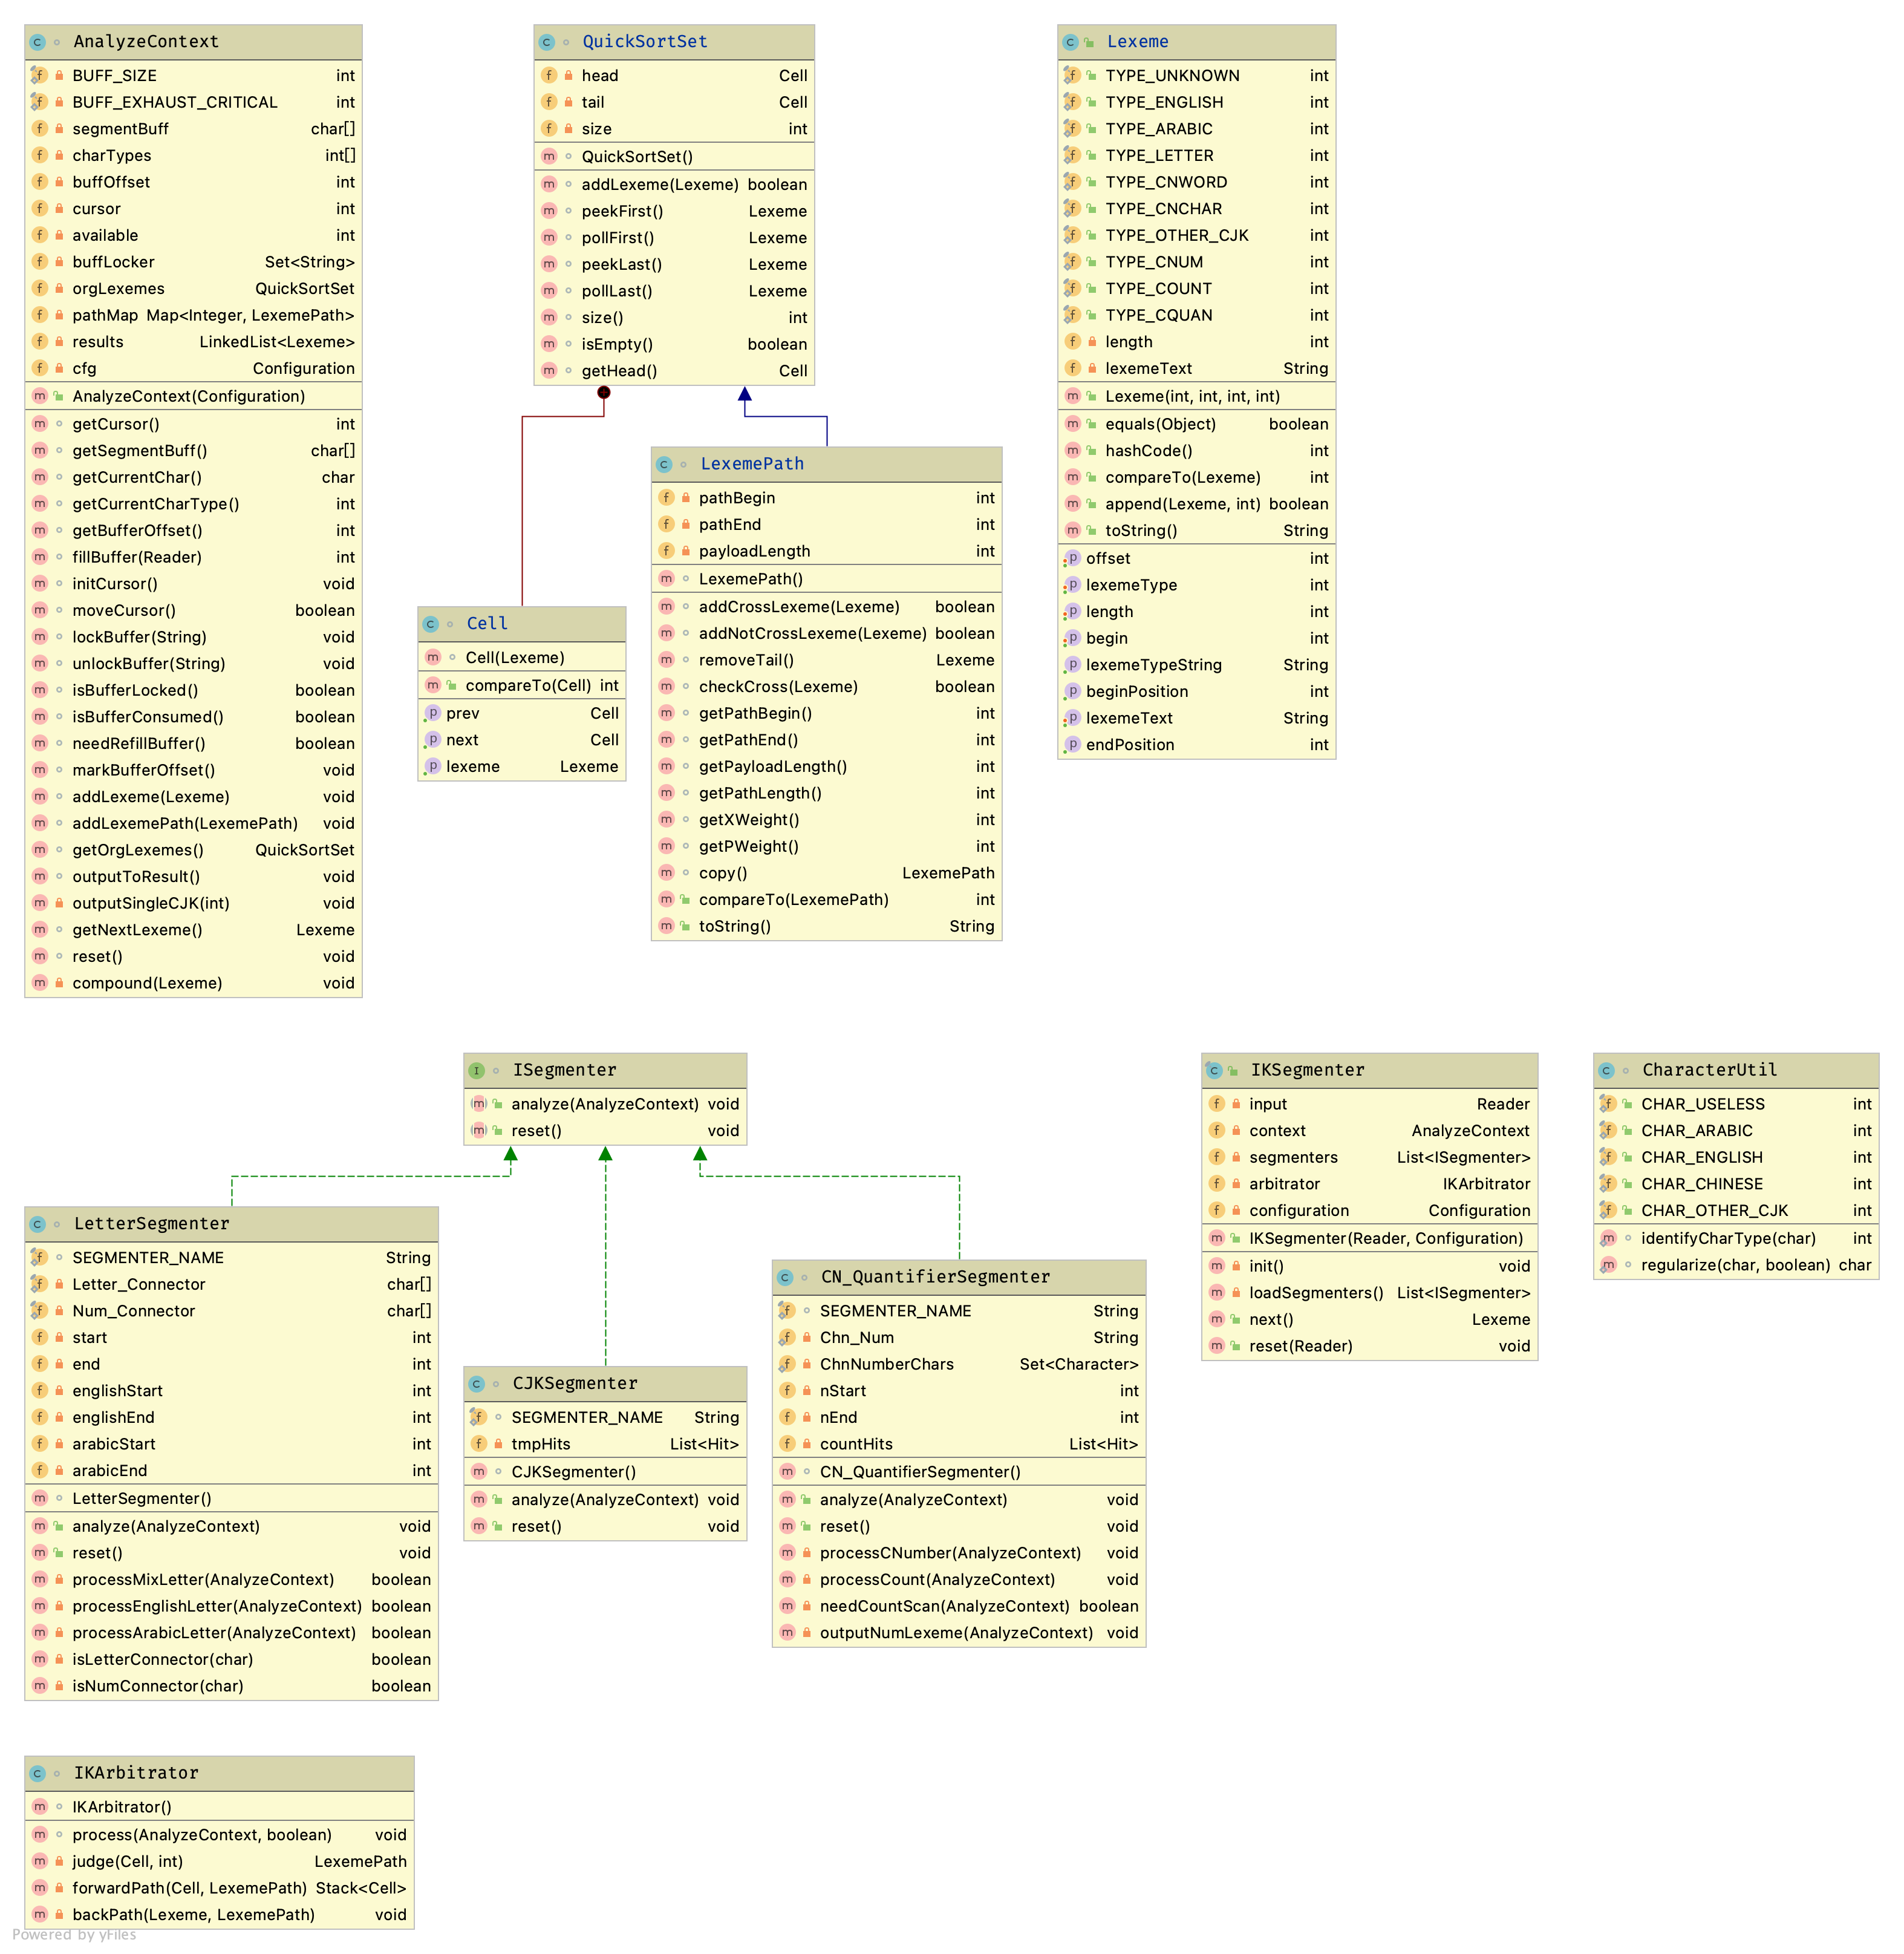 AnalyzeContext
BUFF_SIZE int
BUFF_EXHAUST_CRITICAL int
segmentBuff char[]
charTypes int[]
buffOffset int
cursor int
available int
buffLocker Set<String>
orgLexemes QuickSortSet
pathMap Map<Integer, LexemePath>
results LinkedList<Lexeme>
cfg Configuration
AnalyzeContext(Configuration)
getCursor() int
getSegmentBuff() char[]
getCurrentChar() char
getCurrentCharType() int
getBufferOffset() int
fillBuffer(Reader) int
initCursor() void
moveCursor() boolean
lockBuffer(String) void
unlockBuffer(String) void
isBufferLocked() boolean
isBufferConsumed() boolean
needRefillBuffer() boolean
markBufferOffset() void
addLexeme(Lexeme) void
addLexemePath(LexemePath) void
getOrgLexemes() QuickSortSet
outputToResult() void
outputSingleCJK(int) void
getNextLexeme() Lexeme
reset() void
compound(Lexeme) void
QuickSortSet
head Cell
tail Cell
size int
QuickSortSet()
addLexeme(Lexeme) boolean
peekFirst() Lexeme
pollFirst() Lexeme
peekLast() Lexeme
pollLast() Lexeme
size() int
isEmpty() boolean
getHead() Cell
Cell
Cell(Lexeme)
compareTo(Cell) int
prev Cell
next Cell
lexeme Lexeme
LexemePath
pathBegin int
pathEnd int
payloadLength int
LexemePath()
addCrossLexeme(Lexeme) boolean
addNotCrossLexeme(Lexeme) boolean
removeTail() Lexeme
checkCross(Lexeme) boolean
getPathBegin() int
getPathEnd() int
getPayloadLength() int
getPathLength() int
getXWeight() int
getPWeight() int
copy() LexemePath
compareTo(LexemePath) int
toString() String
Lexeme
TYPE_UNKNOWN int
TYPE_ENGLISH int
TYPE_ARABIC int
TYPE_LETTER int
TYPE_CNWORD int
TYPE_CNCHAR int
TYPE_OTHER_CJK int
TYPE_CNUM int
TYPE_COUNT int
TYPE_CQUAN int
length int
lexemeText String
Lexeme(int, int, int, int)
equals(Object) boolean
hashCode() int
compareTo(Lexeme) int
append(Lexeme, int) boolean
toString() String
offset int
lexemeType int
length int
begin int
lexemeTypeString String
beginPosition int
lexemeText String
endPosition int
ISegmenter
analyze(AnalyzeContext) void
reset() void
LetterSegmenter
SEGMENTER_NAME String
Letter_Connector char[]
Num_Connector char[]
start int
end int
englishStart int
englishEnd int
arabicStart int
arabicEnd int
LetterSegmenter()
analyze(AnalyzeContext) void
reset() void
processMixLetter(AnalyzeContext) boolean
processEnglishLetter(AnalyzeContext) boolean
processArabicLetter(AnalyzeContext) boolean
isLetterConnector(char) boolean
isNumConnector(char) boolean
CJKSegmenter
SEGMENTER_NAME String
tmpHits List<Hit>
CJKSegmenter()
analyze(AnalyzeContext) void
reset() void
CN_QuantifierSegmenter
SEGMENTER_NAME String
Chn_Num String
ChnNumberChars Set<Character>
nStart int
nEnd int
countHits List<Hit>
CN_QuantifierSegmenter()
analyze(AnalyzeContext) void
reset() void
processCNumber(AnalyzeContext) void
processCount(AnalyzeContext) void
needCountScan(AnalyzeContext) boolean
outputNumLexeme(AnalyzeContext) void
IKSegmenter
input Reader
context AnalyzeContext
segmenters List<ISegmenter>
arbitrator IKArbitrator
configuration Configuration
IKSegmenter(Reader, Configuration)
init() void
loadSegmenters() List<ISegmenter>
next() Lexeme
reset(Reader) void
CharacterUtil
CHAR_USELESS int
CHAR_ARABIC int
CHAR_ENGLISH int
CHAR_CHINESE int
CHAR_OTHER_CJK int
identifyCharType(char) int
regularize(char, boolean) char
IKArbitrator
IKArbitrator()
process(AnalyzeContext, boolean) void
judge(Cell, int) LexemePath
forwardPath(Cell, LexemePath) Stack<Cell>
backPath(Lexeme, LexemePath) void
Powered by yFiles